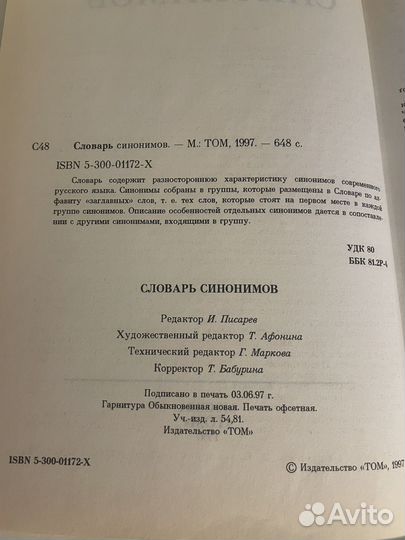 С48 Словарь синонимов. — М.: ТОМ, 1997. — 648 с.
ISBN 5-300-01172-X
Словарь содержит разностороннюю характеристику синонимов современного
русского языка. Синонимы собраны в группы, которые размещены в Словаре по ал-
фавиту «заглавных» слов, т. е. тех слов, которые стоят на первом месте в каждой
группе синонимов. Описание особенностей отдельных синонимов дается в сопоставле-
нии с другими синонимами, входящими в группу.
УДК 80
ББК 81.2Р-4
СЛОВАРЬ СИНОНИМОВ
Редактор И. Писарев
Художественный редактор Т. Афонина
Технический редактор Г. Маркова
Корректор Т. Бабурина
Подписано в печать 03.06.97 г.
Гарнитура Обыкновенная новая. Печать офсетная.
Уч.-изд. л. 54,81.
Издательство «ТОМ»
ISBN 5-300-01172-X
© Издательство «ТОМ», 1997
Avito